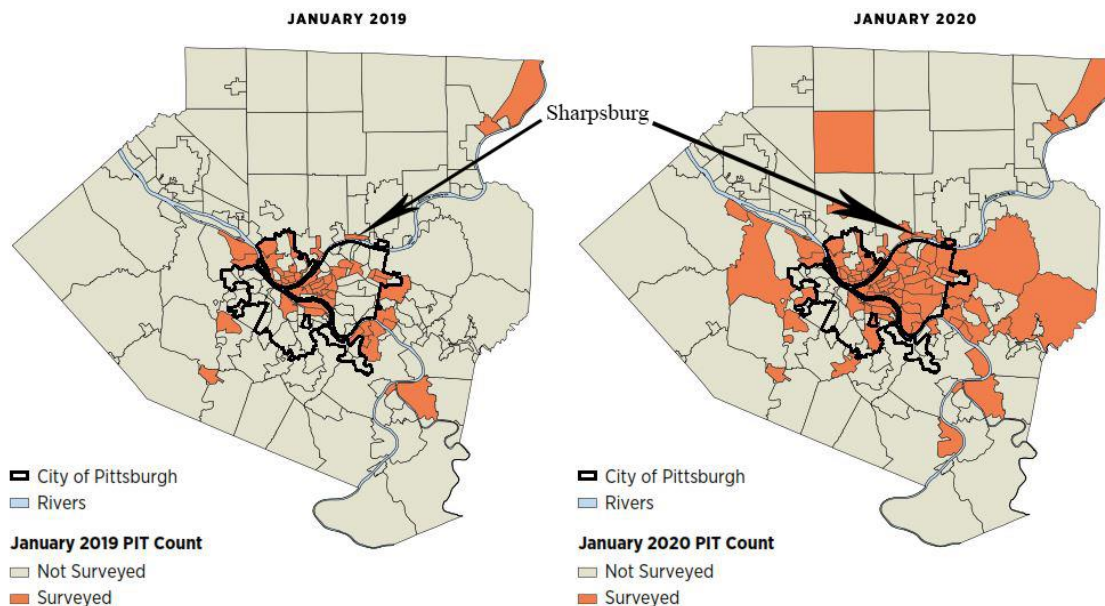 JANUARY 2019
JANUARY 2020
Sharpsburg
City of Pittsburgh
Rivers
January 2019 PIT Count
Not Surveyed
Surveyed
City of Pittsburgh
Rivers
January 2020 PIT Count
Not Surveyed
Surveyed